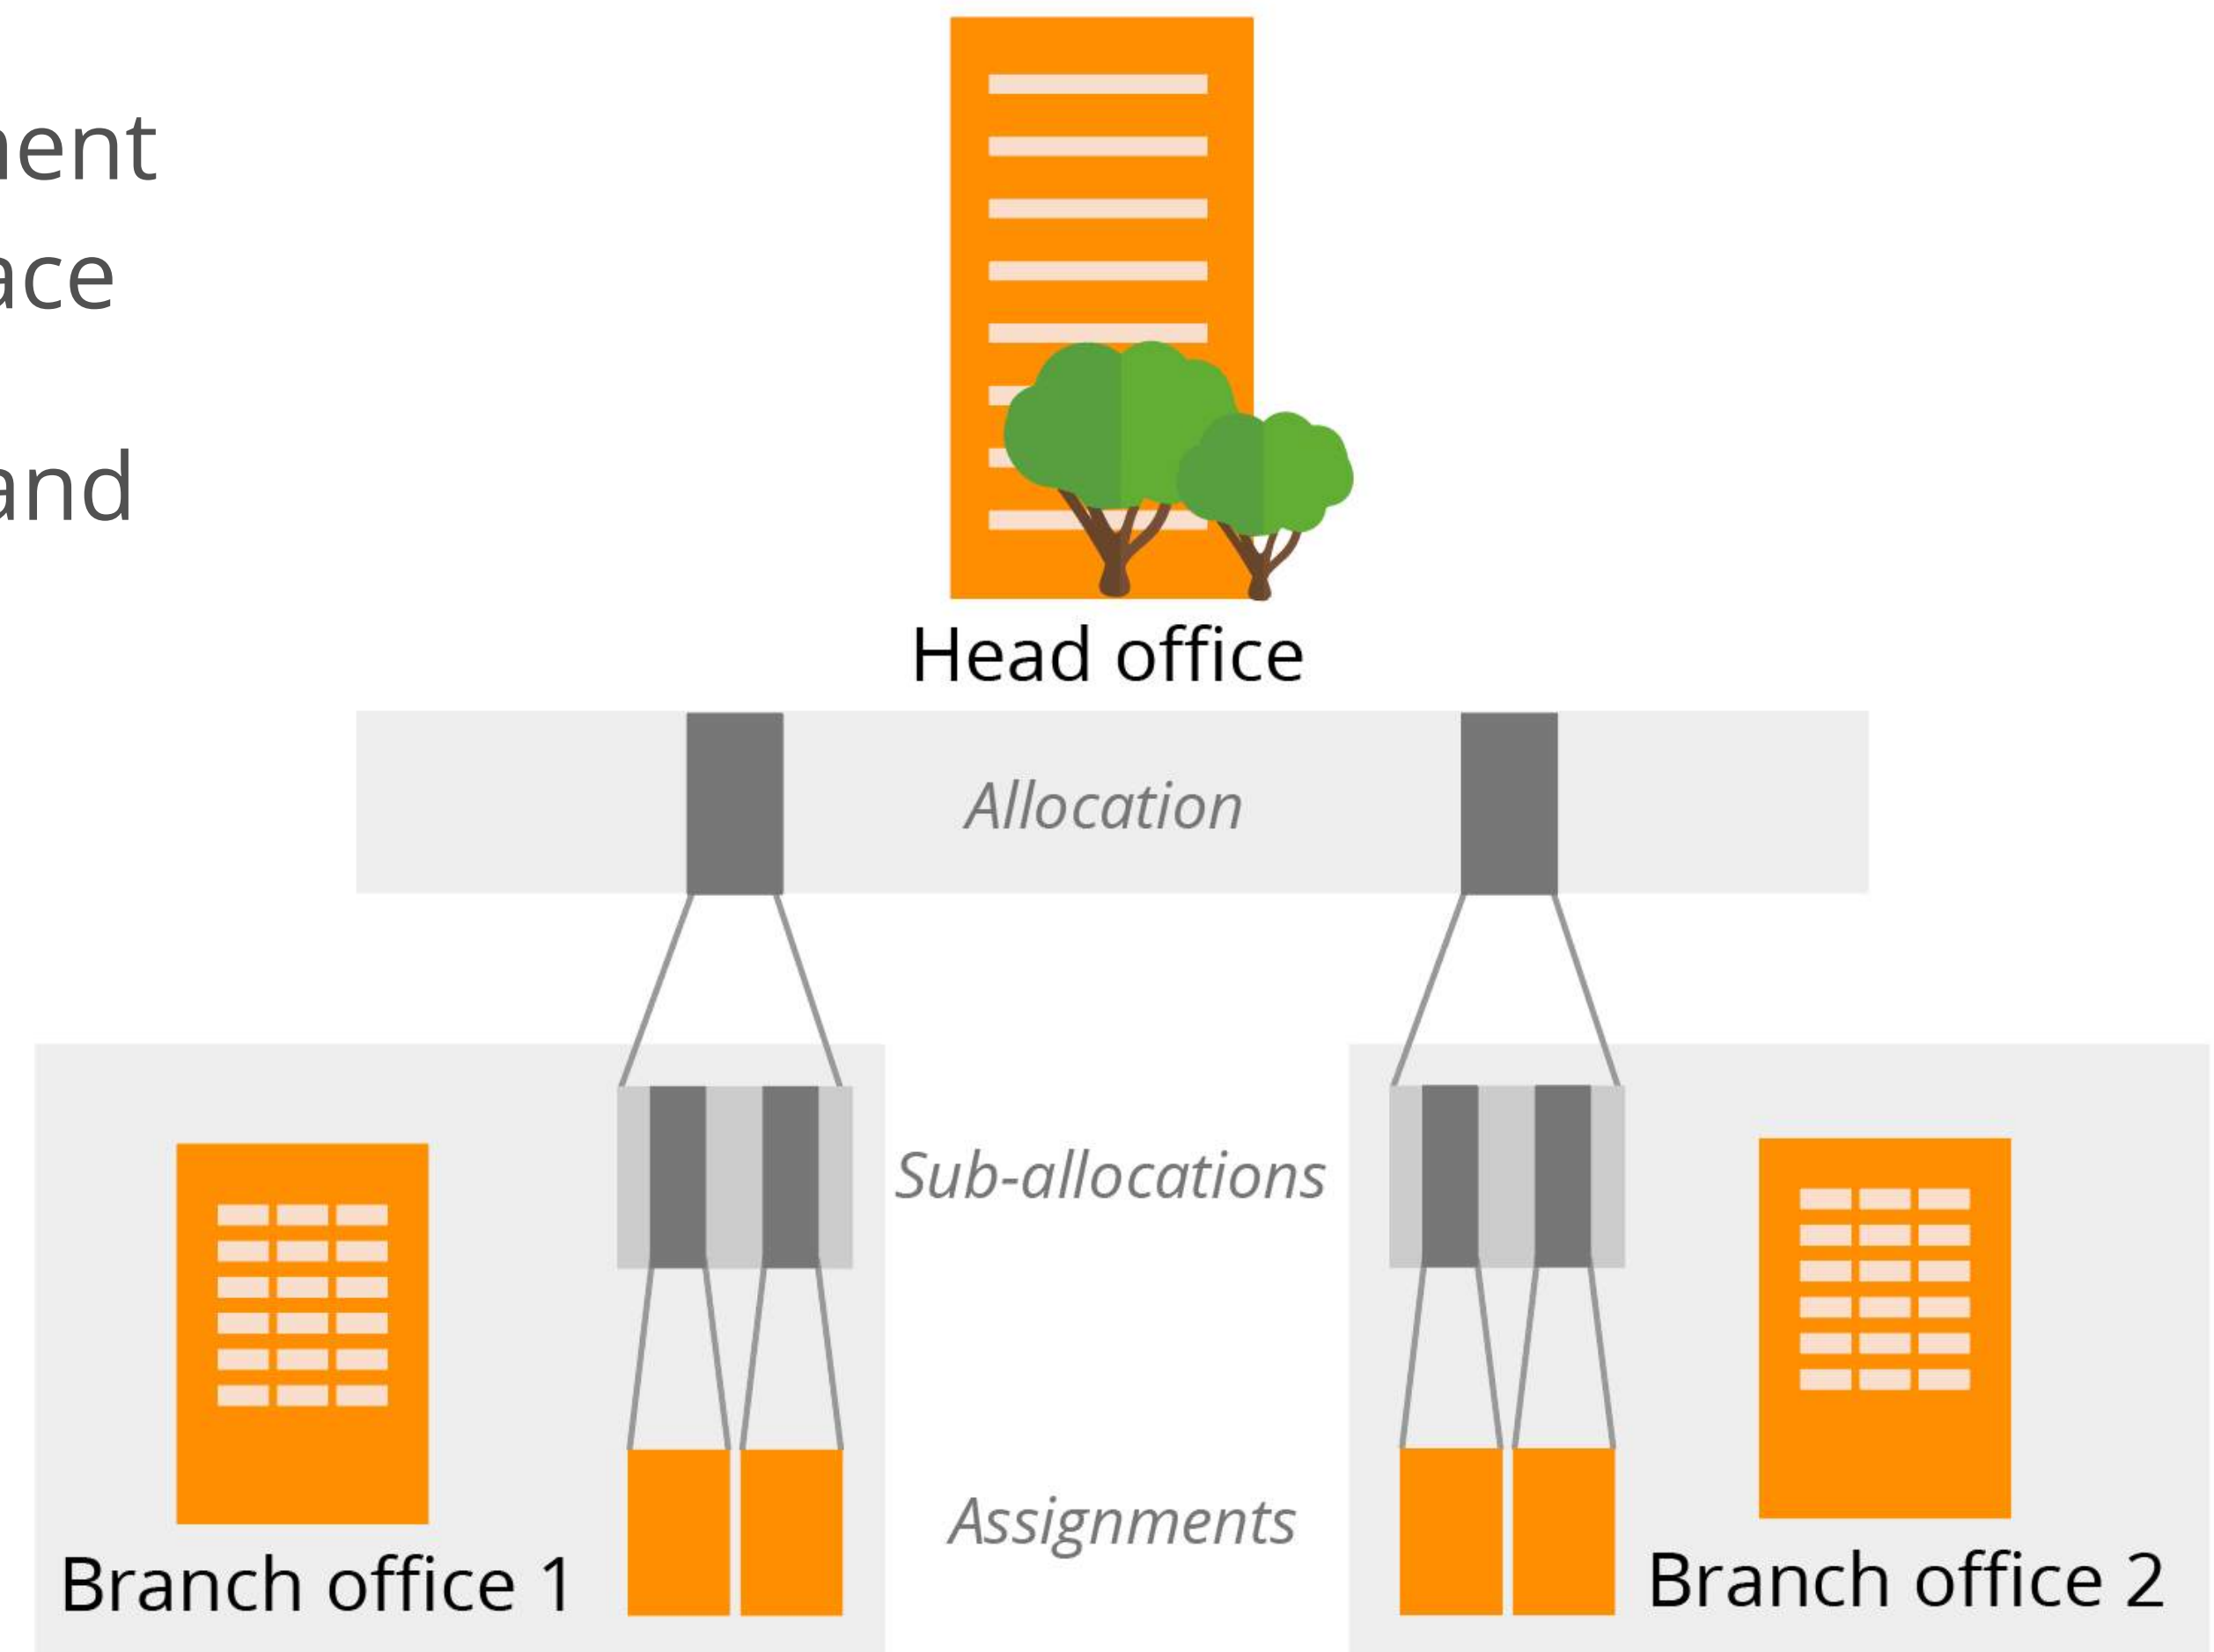 ent
ace
and
Head office
Allocation
Sub-allocations
Assignments
Branch office 1
Branch office 2